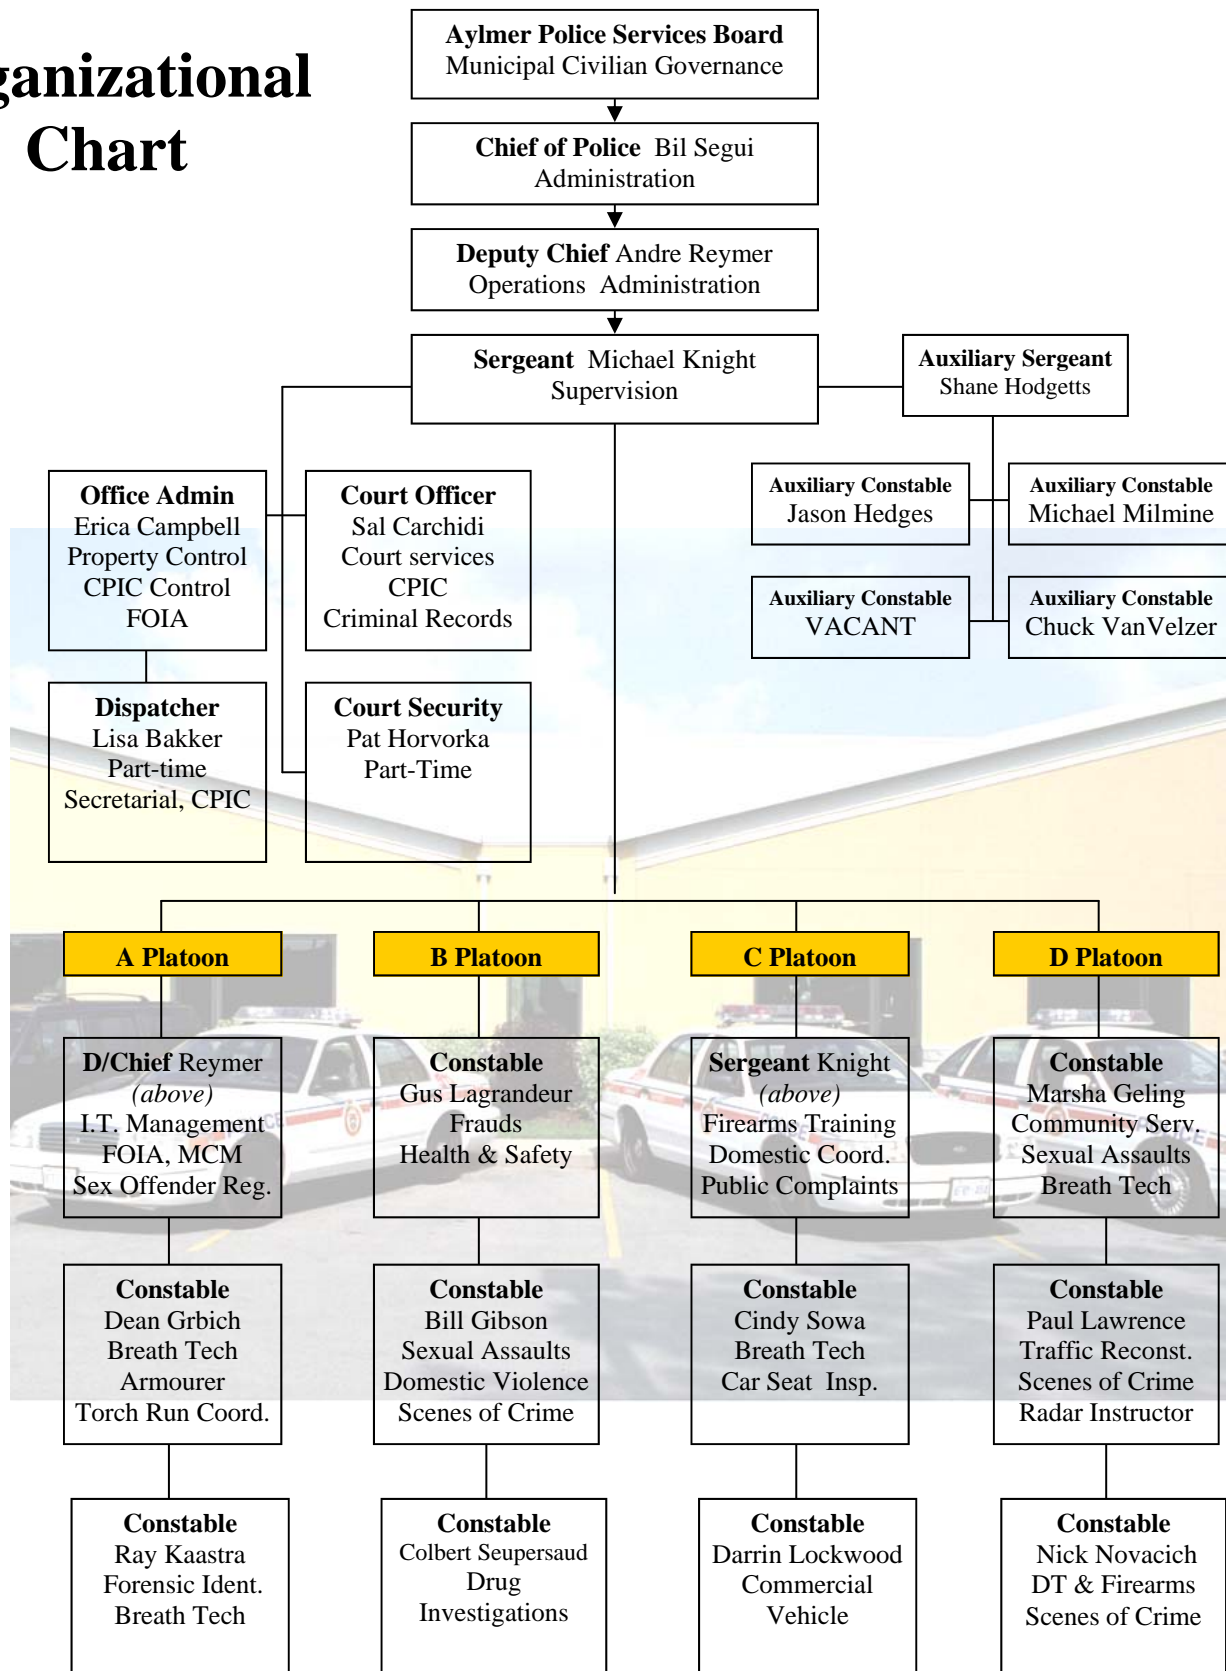 ganizational
Chart
Aylmer Police Services Board
Municipal Civilian Governance
Chief of Police Bil Segui
Administration
Deputy Chief Andre Reymer
Operations Administration
Sergeant Michael Knight
Supervision
Auxiliary Sergeant
Shane Hodgetts
Office Admin
Erica Campbell
Property Control
CPIC Control
FOIA
Court Officer
Sal Carchidi
Court services
CPIC
Criminal Records
Auxiliary Constable
Jason Hedges
Auxiliary Constable
Michael Milmine
Auxiliary Constable
VACANT
Auxiliary Constable
Chuck VanVelzer
Dispatcher
Lisa Bakker
Part-time
Secretarial, CPIC
Court Security
Pat Horvorka
Part-Time
A Platoon
B Platoon
C Platoon
D Platoon
D/Chief Reymer
(above)
I.T. Management
FOIA, MCM
Sex Offender Reg.
Constable
Gus Lagrandeur
Frauds
Health & Safety
Sergeant Knight
(above)
Firearms Training
Domestic Coord.
Public Complaints
Constable
Marsha Geling
Community Serv.
Sexual Assaults
Breath Tech
Constable
Dean Grbich
Breath Tech
Armourer
Torch Run Coord.
Constable
Bill Gibson
Sexual Assaults
Domestic Violence
Scenes of Crime
Constable
Cindy Sowa
Breath Tech
Car Seat Insp.
Constable
Paul Lawrence
Traffic Reconst.
Scenes of Crime
Radar Instructor
Constable
Ray Kaastra
Forensic Ident.
Breath Tech
Constable
Colbert Seupersaud
Drug
Investigations
Constable
Darrin Lockwood
Commercial
Vehicle
Constable
Nick Novacich
DT & Firearms
Scenes of Crime